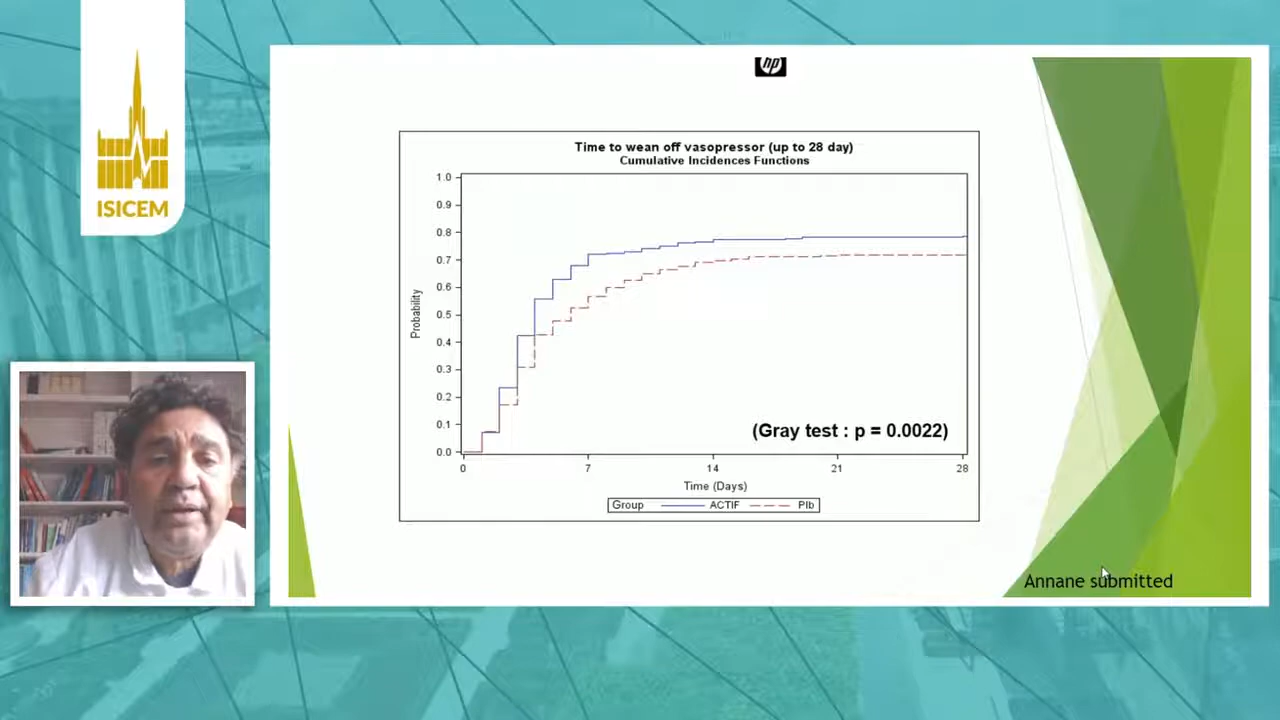 ISICEM
hp
Time to wean off vasopressor (up to 28 day)
Cumulative Incidences Functions
Probability
1.0
0.9
0.8
0.7
0.6
0.5
0.4
0.3
0.2
0.1
0.0
(Gray test : p = 0.0022)
0 7 14 21 28
Time (Days)
Group ACTIF Plb
Annane submitted